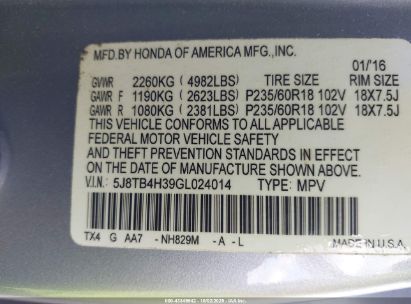 MFD.BY HONDA OF AMERICA MFG.,INC.
01/16
GVWR 2260KG ( 4982LBS) TIRE SIZE RIM SIZE
GAWR F 1190KG ( 2623LBS) P235/60R18 102V 18X7.5J
GAWR R 1080KG ( 2381LBS) P235/60R18 102V 18X7.5J
THIS VEHICLE CONFORMS TO ALL APPLICABLE
FEDERAL MOTOR VEHICLE SAFETY
AND THEFT PREVENTION STANDARDS IN EFFECT
ON THE DATE OF MANUFACTURE SHOWN ABOVE.
V.I.N: 5J8TB4H39GL024014 TYPE: MPV
TX4 G AA7 - NH829M - A - L
MADE IN U.S.A